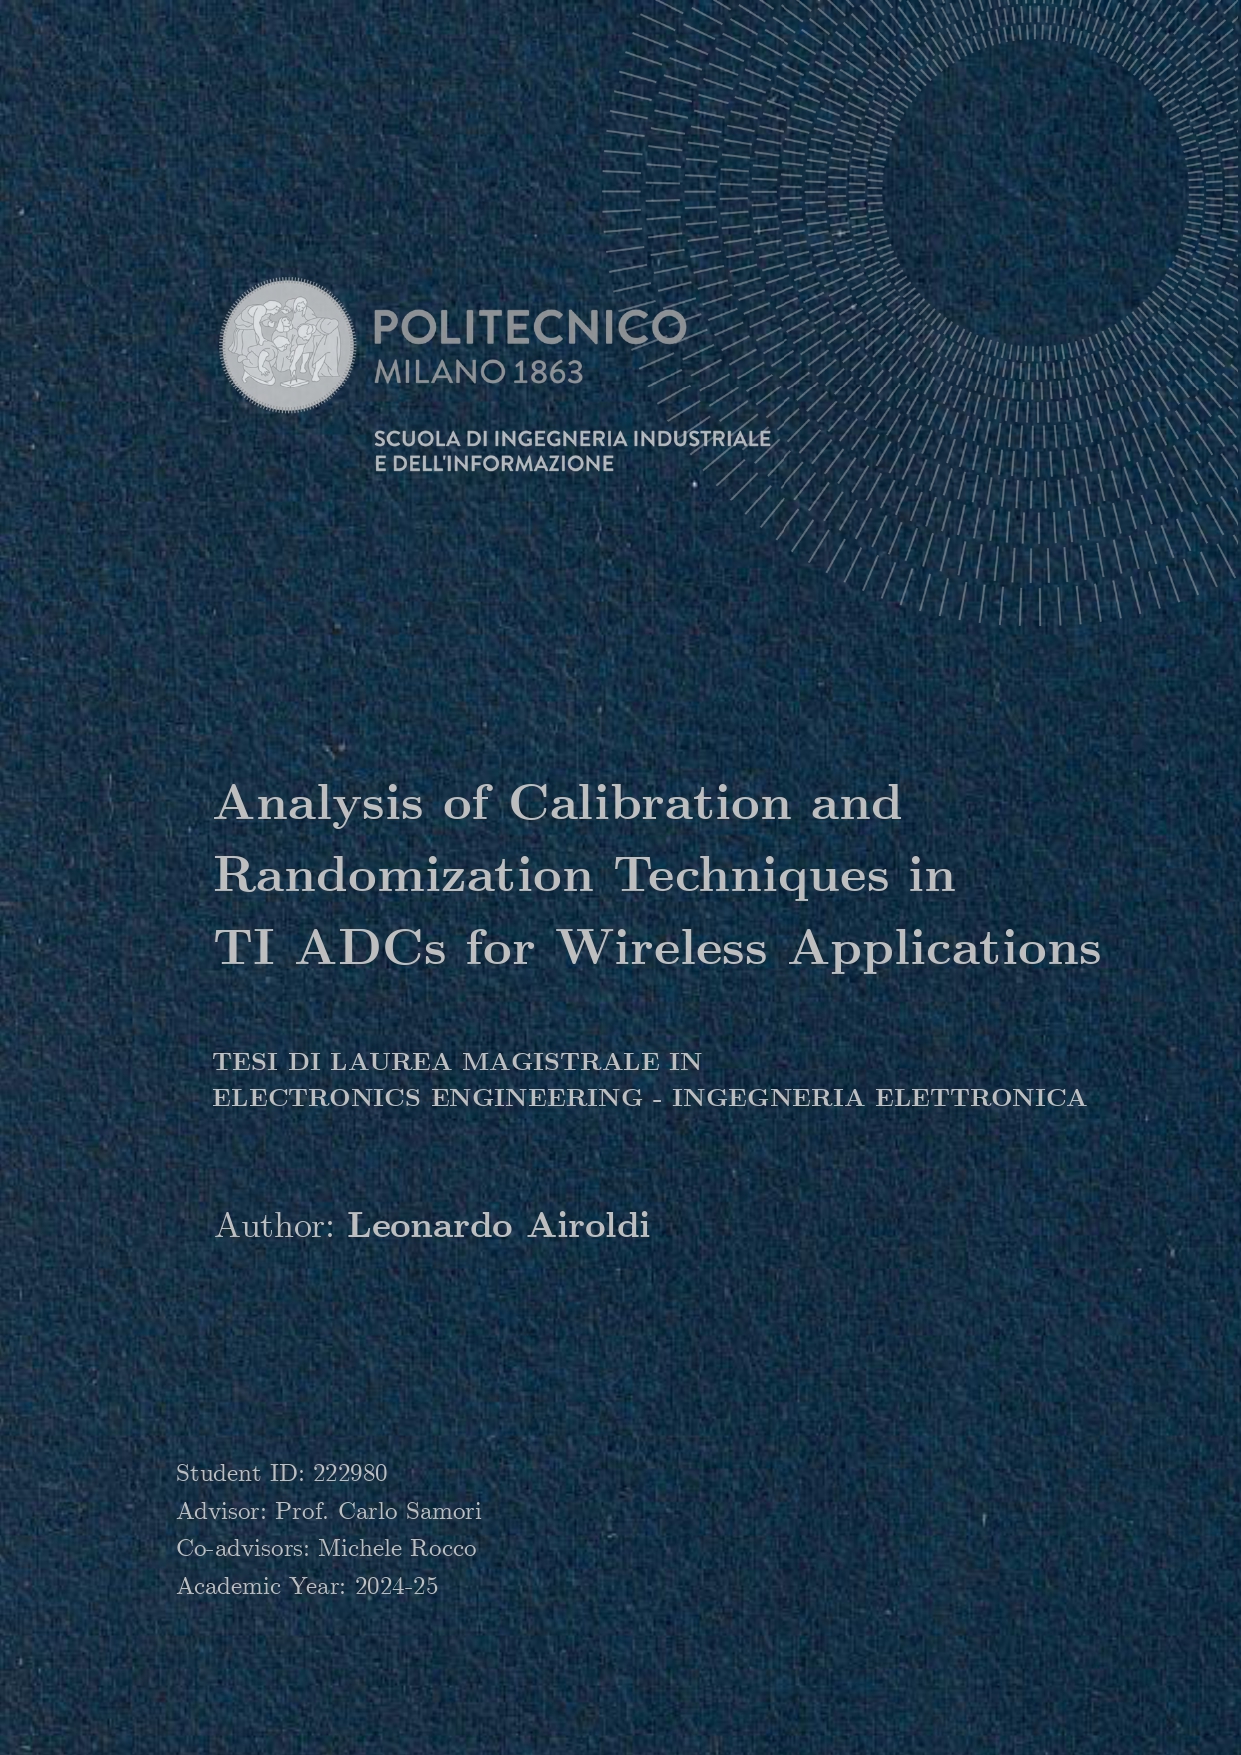 POLITECNICO
MILANO 1863
SCUOLA DI INGEGNERIA INDUSTRIALE
E DELL'INFORMAZIONE
Analysis of Calibration and
Randomization Techniques in
TI ADCs for Wireless Applications
TESI DI LAUREA MAGISTRALE IN
ELECTRONICS ENGINEERING - INGEGNERIA ELETTRONICA
Author: Leonardo Airoldi
Student ID: 222980
Advisor: Prof. Carlo Samori
Co-advisors: Michele Rocco
Academic Year: 2024-25